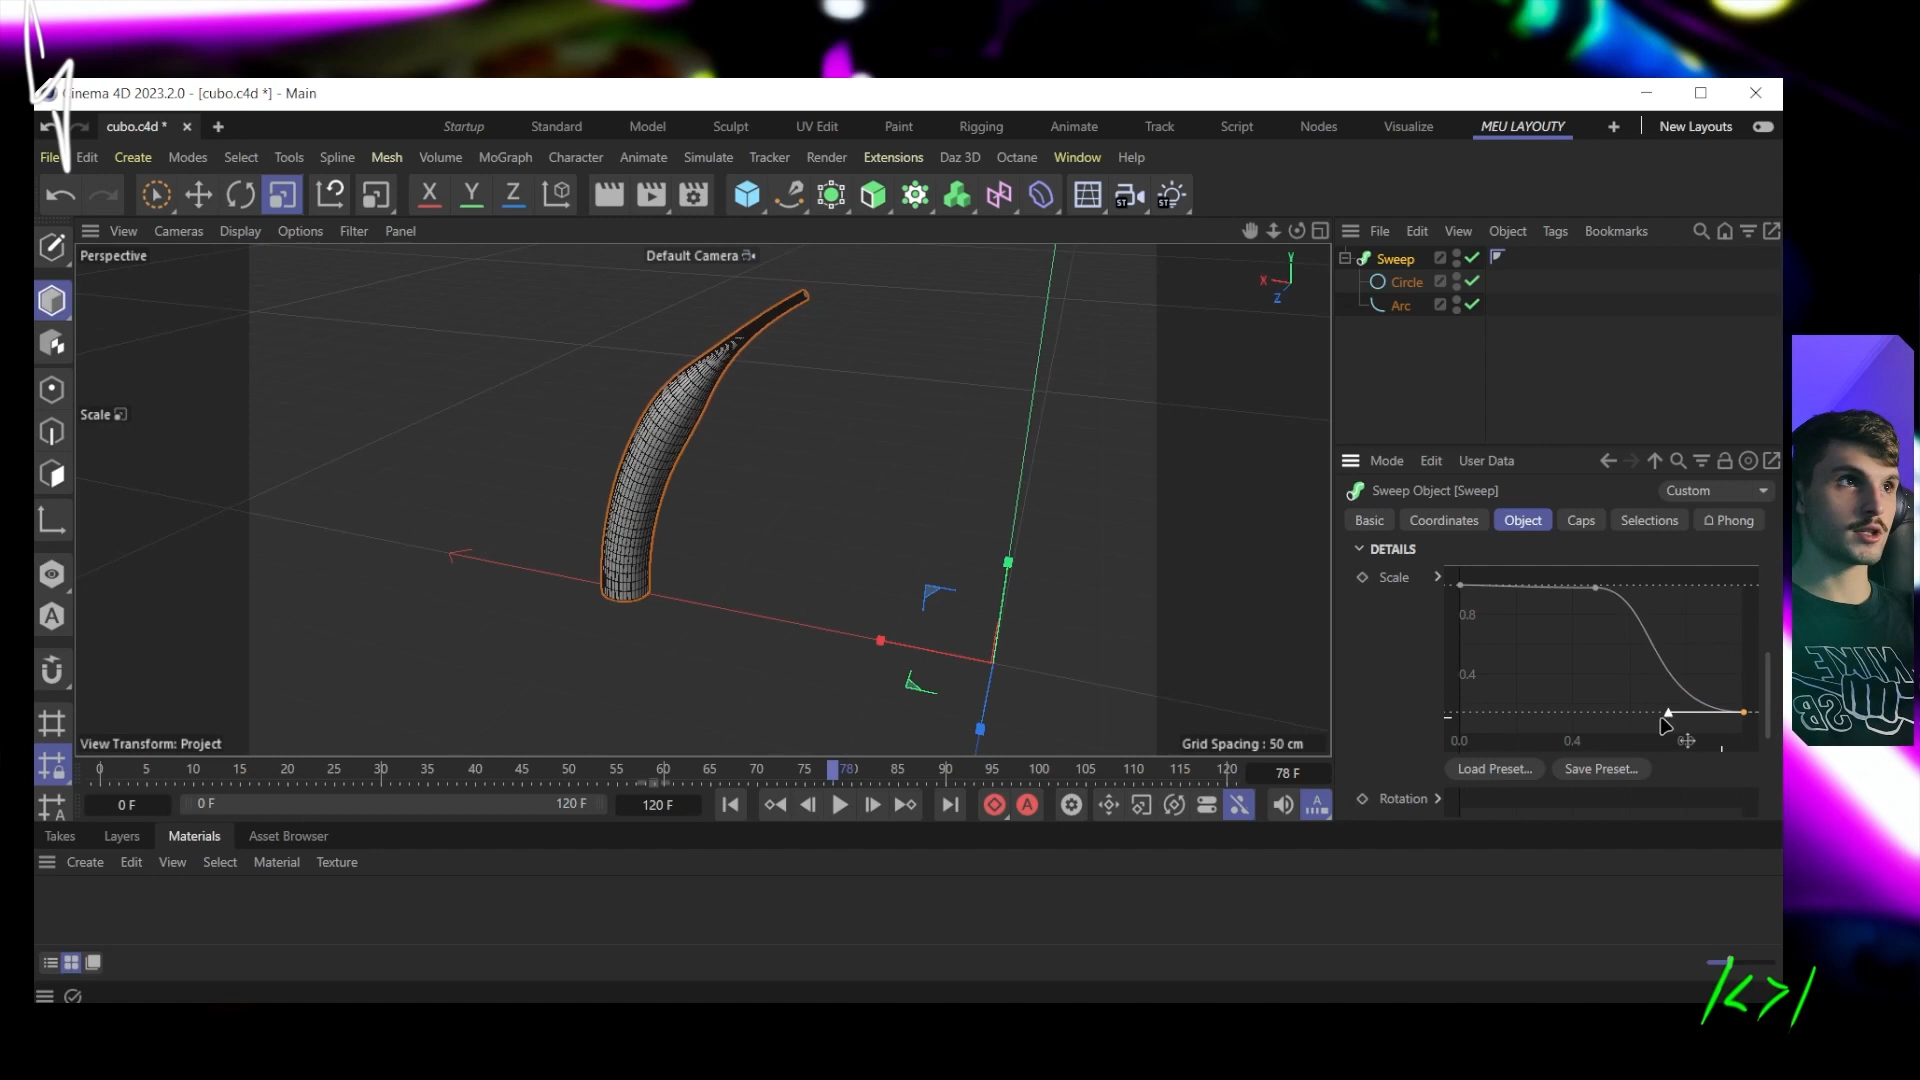 Cinema 4D 2023.2.0 - [cubo.c4d *] - Main
cubo.c4d * Startup Standard Model Sculpt UV Edit Paint Rigging Animate Track Script Nodes Visualize MEU LAYOUTY New Layouts
File Edit Create Modes Select Tools Spline Mesh Volume MoGraph Character Animate Simulate Tracker Render Extensions Daz 3D Octane Window Help
X Y Z ST ST
View Cameras Display Options Filter Panel
Perspective Default Camera
Y
X
Z
Scale
View Transform: Project Grid Spacing : 50 cm
File Edit View Object Tags Bookmarks
Sweep
Circle
Arc
Mode Edit User Data
Sweep Object [Sweep] Custom
Basic Coordinates Object Caps Selections Phong
DETAILS
Scale
0.8
0.4
0.0 0.4
Load Preset... Save Preset...
Rotation
0 5 10 15 20 25 30 35 40 45 50 55 60 65 70 75 78 85 90 95 100 105 110 115 120 78 F
0 F 0 F 120 F 120 F
Takes Layers Materials Asset Browser
Create Edit View Select Material Texture
NIKE
SB